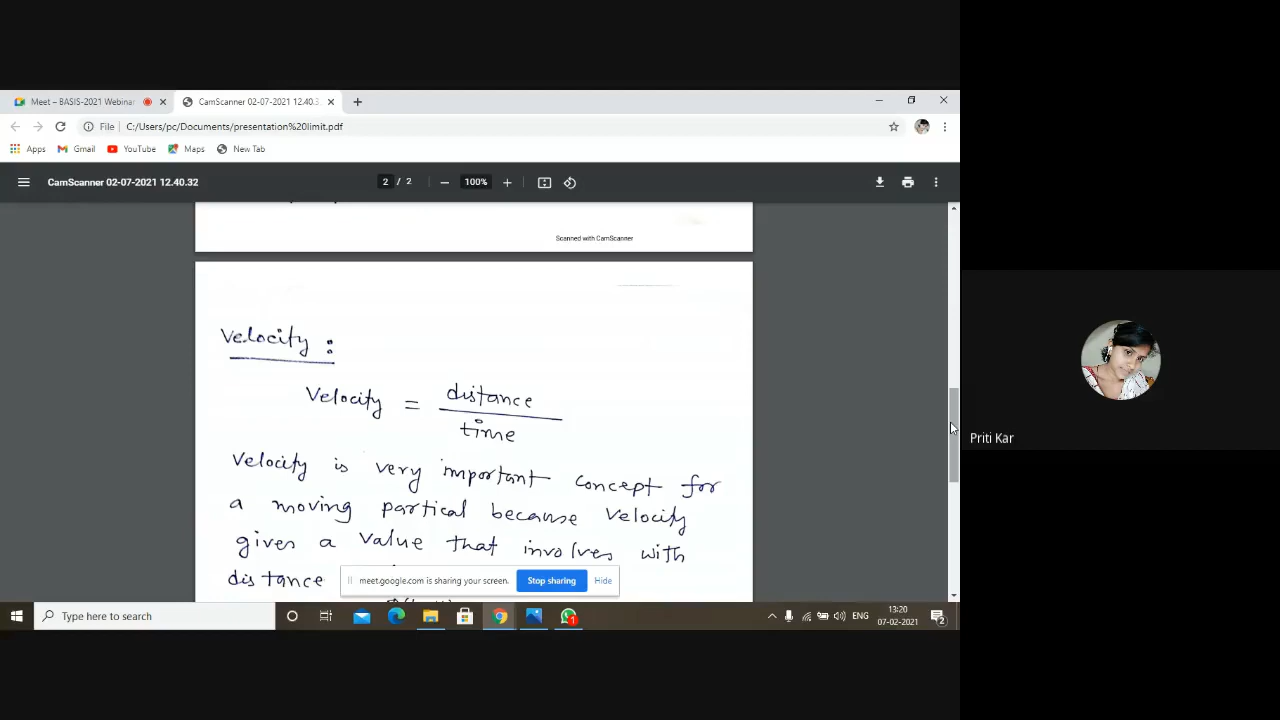 Meet – BASIS-2021 Webinar
CamScanner 02-07-2021 12.40.3
File
C:/Users/pc/Documents/presentation%20limit.pdf
Apps
Gmail
YouTube
Maps
New Tab
CamScanner 02-07-2021 12.40.32
2 / 2
100%
Scanned with CamScanner
Velocity :
Velocity = distance
time
Velocity is very important concept for
a moving partical because velocity
gives a value that involves with
distance
meet.google.com is sharing your screen.
Stop sharing
Hide
Priti Kar
Type here to search
ENG
13:20
07-02-2021
2
1